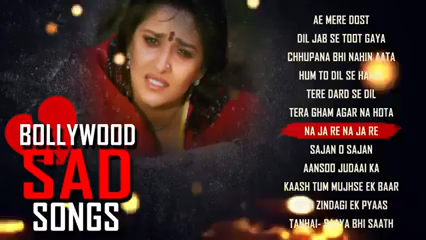 BOLLYWOOD
SAD
SONGS
AE MERE DOST
DIL JAB SE TOOT GAYA
CHHUPANA BHI NAHIN AATA
HUM TO DIL SE
TERE DARD SE DIL
TERA GHAM AGAR NA HOTA
NA JA RE NA JA RE
SAJAN O SAJAN
AANSOO JUDAAI KA
KAASH TUM MUJHSE EK BAAR
ZINDAGI EK PYAAS
TANHAI- BHI SAATH